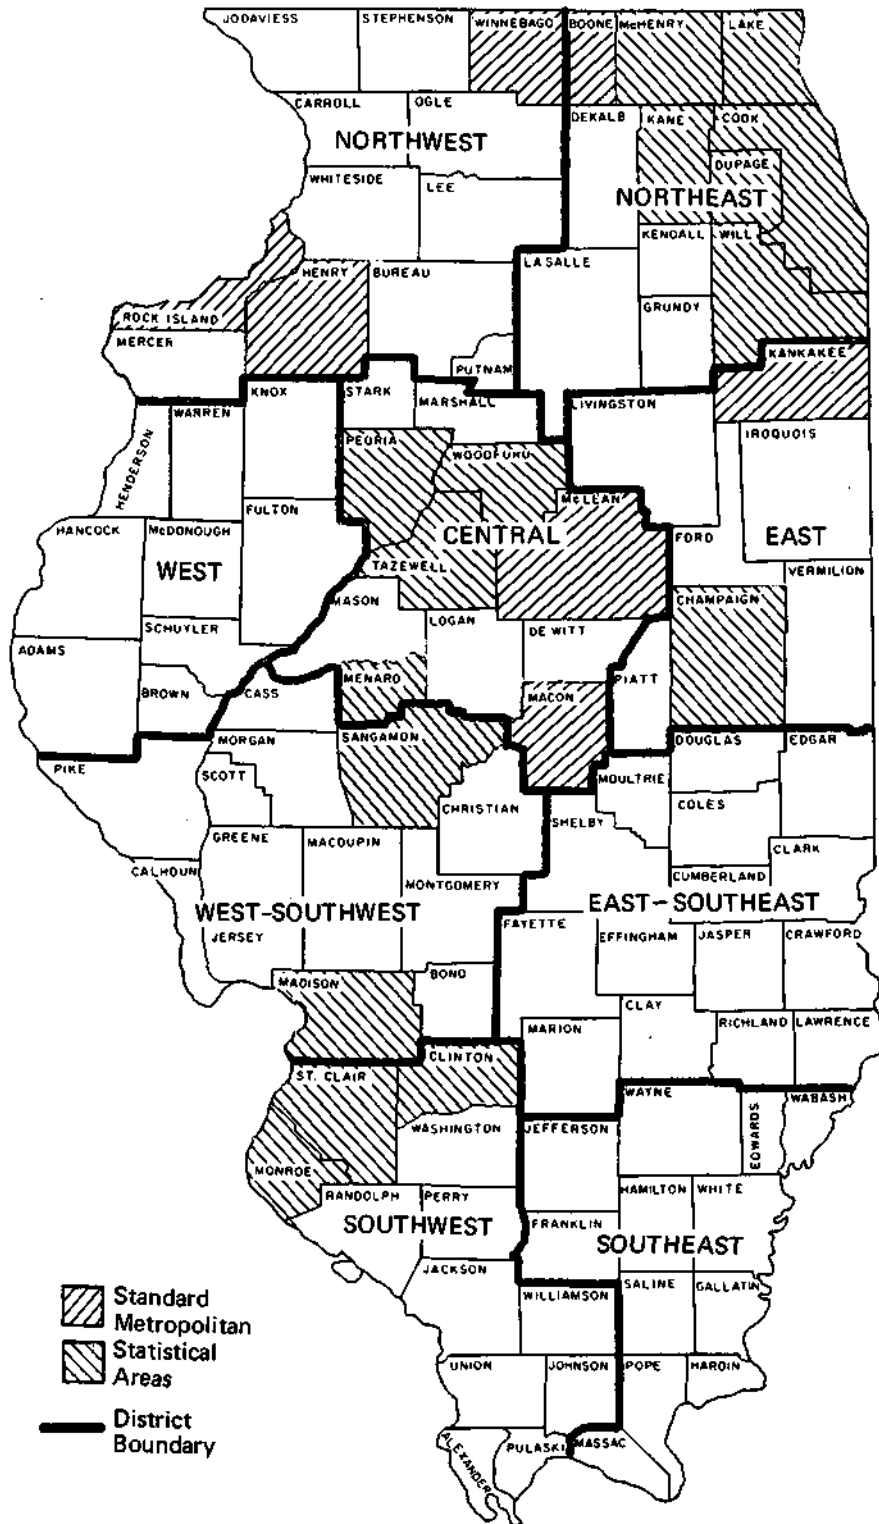 JODAVIESS STEPHENSON WINNEBAGO BOONE McHENRY LAKE
CARROLL OGLE DEKALB KANE COOK
NORTHWEST
DUPAGE
WHITESIDE LEE NORTHEAST
KENDALL WILL
HENRY BUREAU LASALLE
ROCK ISLAND GRUNDY
MERCER PUTNAM KANKAKEE
KNOX STARK MARSHALL LIVINGSTON
WARREN
HENDERSON PEORIA WOODFORD IROQUOIS
McLEAN
FULTON
HANCOCK McDONOUGH CENTRAL FORD EAST
WEST TAZEWELL VERMILION
MASON CHAMPAIGN
SCHUYLER LOGAN DE WITT
ADAMS
BROWN CASS MENARD MACON PIATT
MORGAN SANGAMON DOUGLAS EDGAR
PIKE SCOTT MOULTRIE
CHRISTIAN SHELBY COLES
GREENE MACOUPIN CLARK
CALHOUN MONTGOMERY CUMBERLAND
WEST-SOUTHWEST EAST-SOUTHEAST
JERSEY FAYETTE EFFINGHAM JASPER CRAWFORD
MADISON BOND
CLAY
MARION RICHLAND LAWRENCE
CLINTON
ST. CLAIR WAYNE WABASH
WASHINGTON JEFFERSON EDWARDS
MONROE
RANDOLPH PERRY HAMILTON WHITE
SOUTHWEST FRANKLIN SOUTHEAST
JACKSON
WILLIAMSON SALINE GALLATIN
UNION JOHNSON POPE HARDIN
ALEXANDER PULASKI MASSAC
Standard
Metropolitan
Statistical
Areas
District
Boundary